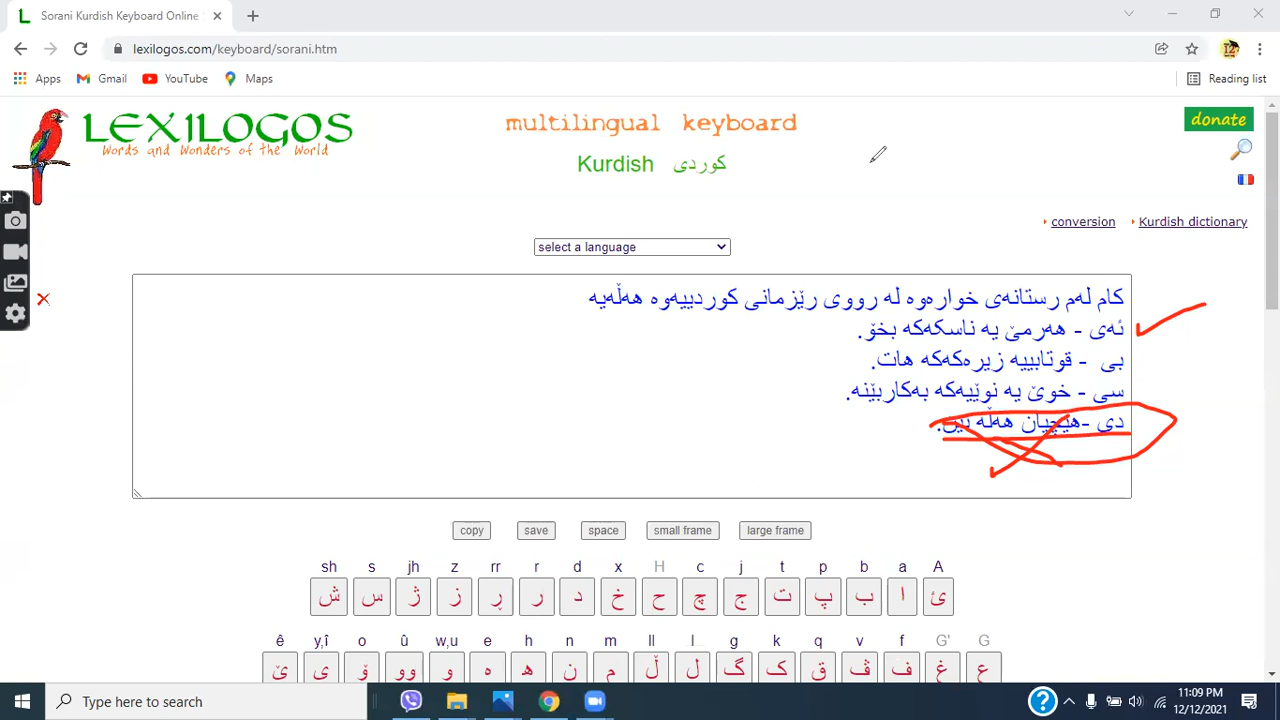 Sorani Kurdish Keyboard Online
lexilogos.com/keyboard/sorani.htm
Apps Gmail YouTube Maps Reading list
LEXILOGOS
Words and Wonders of the World
multilingual keyboard
Kurdish كوردی
donate
conversion Kurdish dictionary
select a language
کام لەم رستانەی خوارەوە لە رووی رێزمانی کوردییەوە هەڵەیە
ئەی - هەرمێ یە ناسکەکە بخۆ.
بی - قوتابییە زیرەکەکە هات.
سی - خوێ یە نوێیەکە بەکاربێنە.
دی -هیچیان هەڵە نین.
copy save space small frame large frame
sh s jh z rr r d x H c j t p b a A
ش س ژ ز ڕ ر د خ ح چ ج ت پ ب ا ئ
ê y,î o û w,u e h n m ll l g k q v f G' G
ێ ی ۆ وو و ە ھ ن م ڵ ل گ ک ق ڤ ف غ ع
Type here to search
11:09 PM
12/12/2021